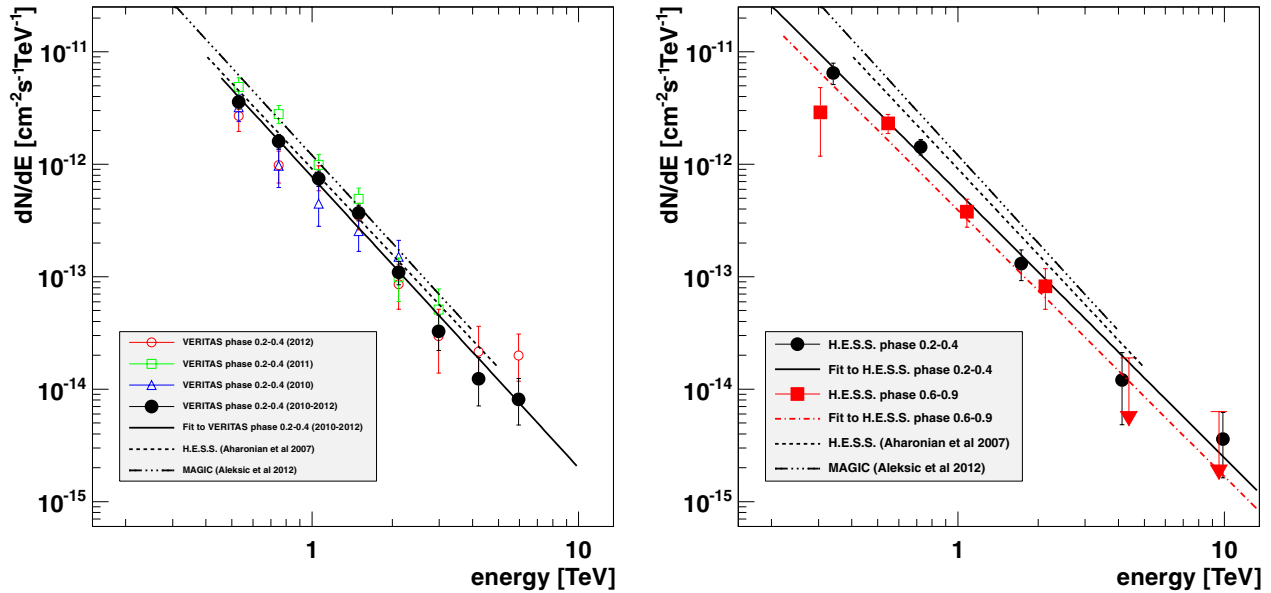 dN/dE [cm-2s-1TeV-1]
10-11
10-12
10-13
10-14
10-15
VERITAS phase 0.2-0.4 (2012)
VERITAS phase 0.2-0.4 (2011)
VERITAS phase 0.2-0.4 (2010)
VERITAS phase 0.2-0.4 (2010-2012)
Fit to VERITAS phase 0.2-0.4 (2010-2012)
H.E.S.S. (Aharonian et al 2007)
MAGIC (Aleksic et al 2012)
1
10
energy [TeV]
dN/dE [cm-2s-1TeV-1]
10-11
10-12
10-13
10-14
10-15
H.E.S.S. phase 0.2-0.4
Fit to H.E.S.S. phase 0.2-0.4
H.E.S.S. phase 0.6-0.9
Fit to H.E.S.S. phase 0.6-0.9
H.E.S.S. (Aharonian et al 2007)
MAGIC (Aleksic et al 2012)
1
10
energy [TeV]